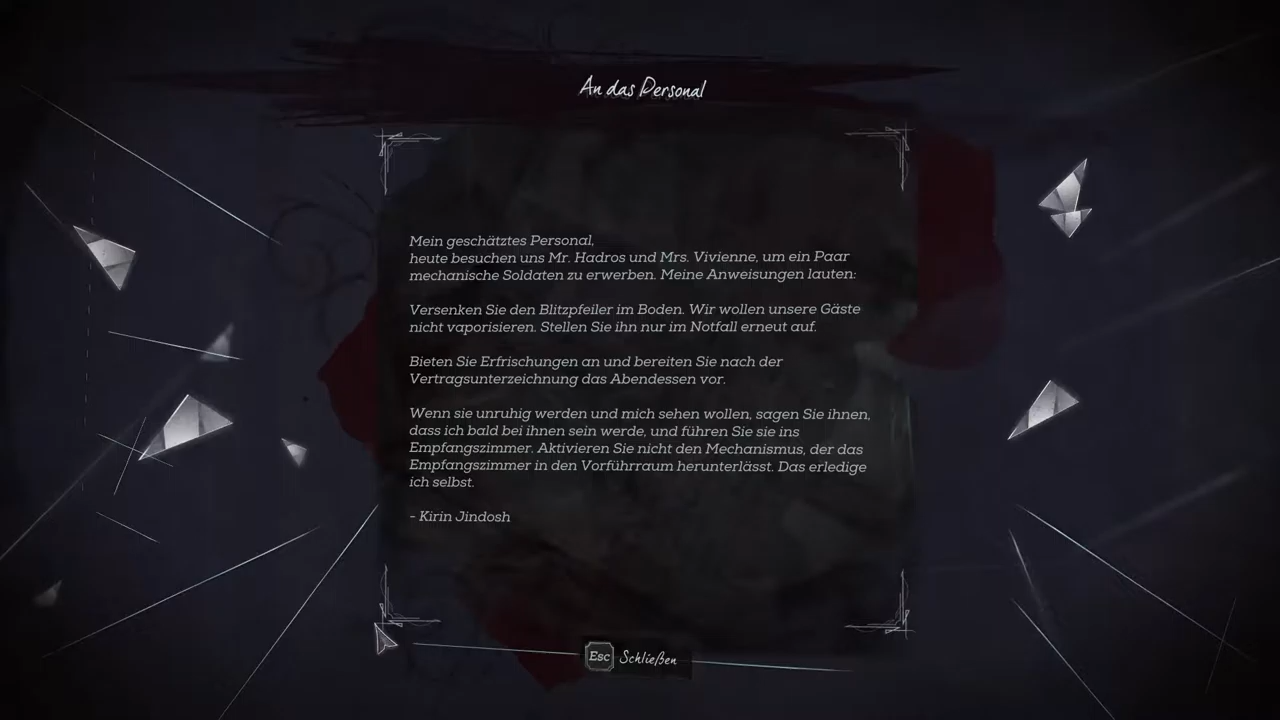 An das Personal
Mein geschätztes Personal,
heute besuchen uns Mr. Hadros und Mrs. Vivienne, um ein Paar
mechanische Soldaten zu erwerben. Meine Anweisungen lauten:
Versenken Sie den Blitzpfeiler im Boden. Wir wollen unsere Gäste
nicht vaporisieren. Stellen Sie ihn nur im Notfall erneut auf.
Bieten Sie Erfrischungen an und bereiten Sie nach der
Vertragsunterzeichnung das Abendessen vor.
Wenn sie unruhig werden und mich sehen wollen, sagen Sie ihnen,
dass ich bald bei ihnen sein werde, und führen Sie sie ins
Empfangszimmer. Aktivieren Sie nicht den Mechanismus, der das
Empfangszimmer in den Vorführraum herunterlässt. Das erledige
ich selbst.
- Kirin Jindosh
Esc Schließen